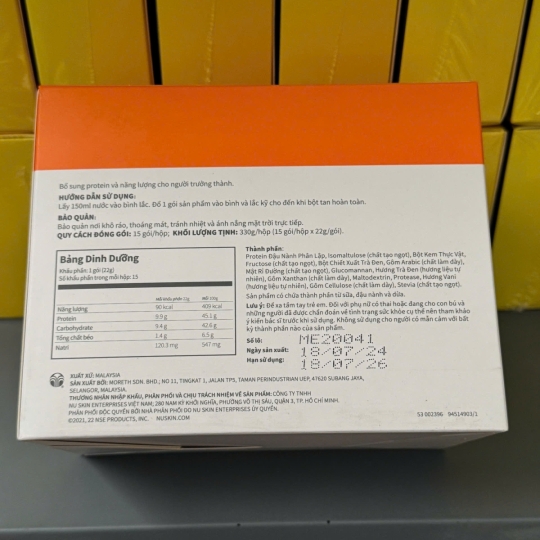 Bổ sung protein và năng lượng cho người trưởng thành.
HƯỚNG DẪN SỬ DỤNG:
Lấy 150ml nước vào bình lắc. Đổ 1 gói sản phẩm vào bình và lắc kỹ cho đến khi bột tan hoàn toàn.
BẢO QUẢN:
Bảo quản nơi khô ráo, thoáng mát, tránh nhiệt và ánh nắng mặt trời trực tiếp.
QUY CÁCH ĐÓNG GÓI: 15 gói/hộp; KHỐI LƯỢNG TỊNH: 330g/hộp (15 gói/hộp x 22g/gói).
Bảng Dinh Dưỡng
Khẩu phần: 1 gói (22g)
Số khẩu phần trong mỗi hộp: 15
Mỗi khẩu phần 22g Mỗi 100g
Năng lượng 90 kcal 409 kcal
Protein 9.9 g 45.1 g
Carbohydrate 9.4 g 42.6 g
Tổng chất béo 1.4 g 6.5 g
Natri 120.3 mg 547 mg
Thành phần:
Protein Đậu Nành Phân Lập, Isomaltulose (chất tạo ngọt), Bột Kem Thực Vật,
Fructose (chất tạo ngọt), Bột Chiết Xuất Trà Đen, Gôm Arabic (chất làm dày),
Mật Rỉ Đường (chất tạo ngọt), Glucomannan, Hương Trà Đen (hương liệu tự
nhiên), Gôm Xanthan (chất làm dày), Maltodextrin, Protease, Hương Vani
(hương liệu tự nhiên), Gôm Cellulose (chất làm dày), Stevia (chất tạo ngọt).
Sản phẩm có chứa thành phần từ sữa, đậu nành và dừa.
Lưu ý: Để xa tầm tay trẻ em. Đối với phụ nữ có thai hoặc đang cho con bú và
những người đã được chẩn đoán về tình trạng sức khỏe cụ thể nên tham khảo
ý kiến bác sĩ trước khi sử dụng. Không sử dụng cho người có mẫn cảm với bất
kỳ thành phần nào của sản phẩm.
Số lô: ME20041
Ngày sản xuất: 18/07/24
Hạn sử dụng: 18/07/26
XUẤT XỨ: MALAYSIA
SẢN XUẤT BỞI: MORETH SDN. BHD.; NO 11, TINGKAT 1, JALAN TP5, TAMAN PERINDUSTRIAN UEP, 47620 SUBANG JAYA,
SELANGOR, MALAYSIA.
THƯƠNG NHÂN NHẬP KHẨU, PHÂN PHỐI VÀ CHỊU TRÁCH NHIỆM VỀ SẢN PHẨM: CÔNG TY TNHH
NU SKIN ENTERPRISES VIỆT NAM; 280 NAM KỲ KHỞI NGHĨA, PHƯỜNG VÕ THỊ SÁU, QUẬN 3, TP. HỒ CHÍ MINH.
PHÂN PHỐI ĐỘC QUYỀN BỞI NHÀ PHÂN PHỐI DO NU SKIN ENTERPRISES ỦY QUYỀN.
©2021, 22 NSE PRODUCTS, INC. NUSKIN.COM
53 002396 94514903/1